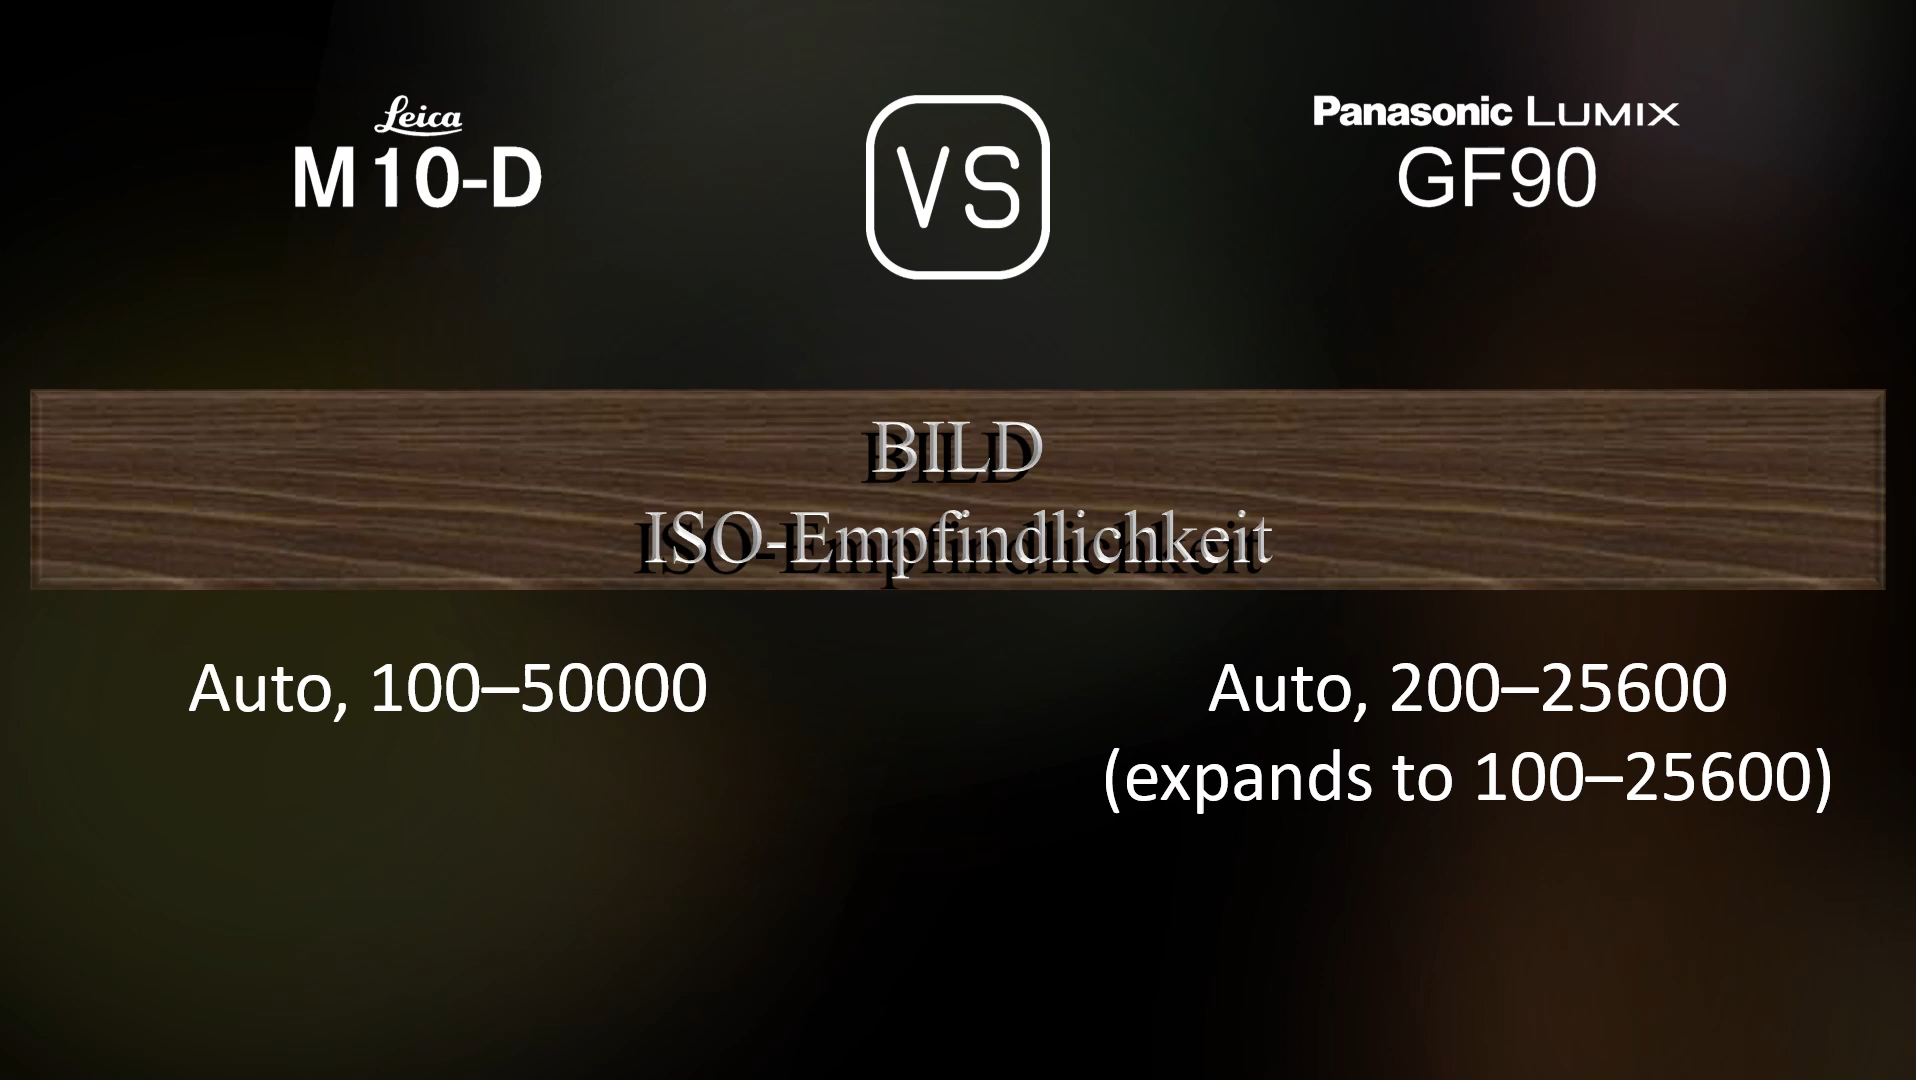 Leica
M10-D
VS
Panasonic LUMIX
GF90
BILD
ISO-Empfindlichkeit
Auto, 100–50000
Auto, 200–25600
(expands to 100–25600)